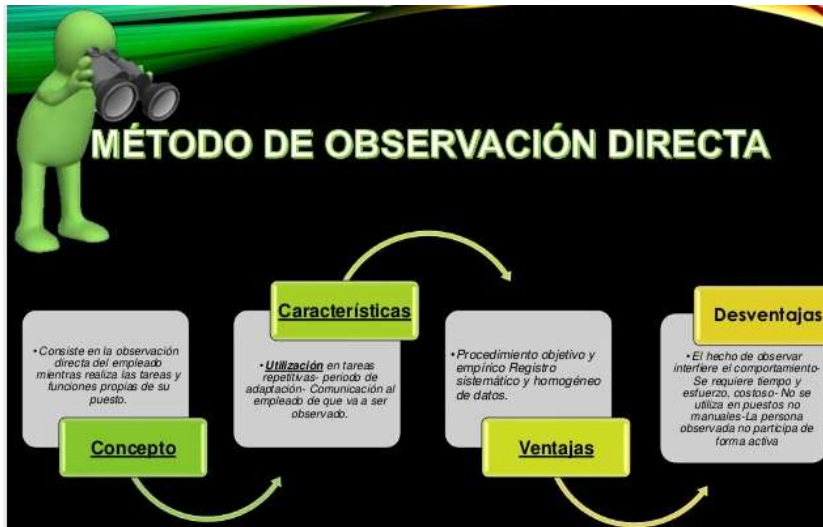 MÉTODO DE OBSERVACIÓN DIRECTA
•Consiste en la observación
directa del empleado
mientras realiza las tareas y
funciones propias de su
puesto.
Concepto
Características
•Utilización en tareas
repetitivas- periodo de
adaptación- Comunicación al
empleado de que va a ser
observado.
•Procedimiento objetivo y
empírico Registro
sistemático y homogéneo
de datos.
Ventajas
Desventajas
•El hecho de observar
interfiere el comportamiento-
Se requiere tiempo y
esfuerzo, costoso- No se
utiliza en puestos no
manuales-La persona
observada no participa de
forma activa